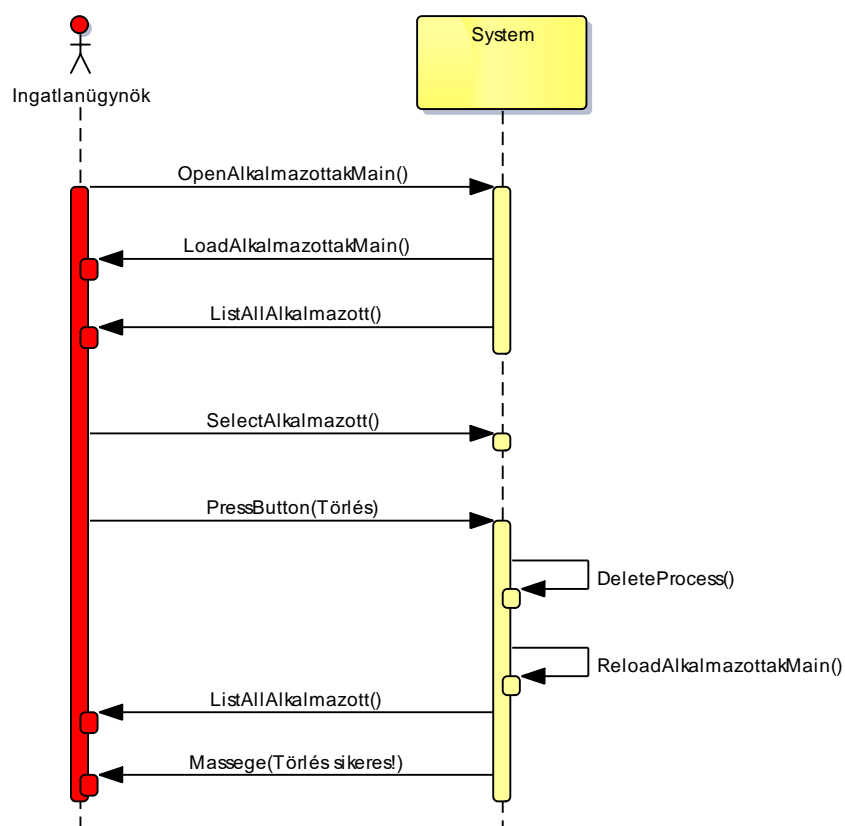 System
Ingatlanügynök
OpenAlkalmazottakMain()
LoadAlkalmazottakMain()
ListAllAlkalmazott()
SelectAlkalmazott()
PressButton(Törlés)
DeleteProcess()
ReloadAlkalmazottakMain()
ListAllAlkalmazott()
Massege(Törlés sikeres!)